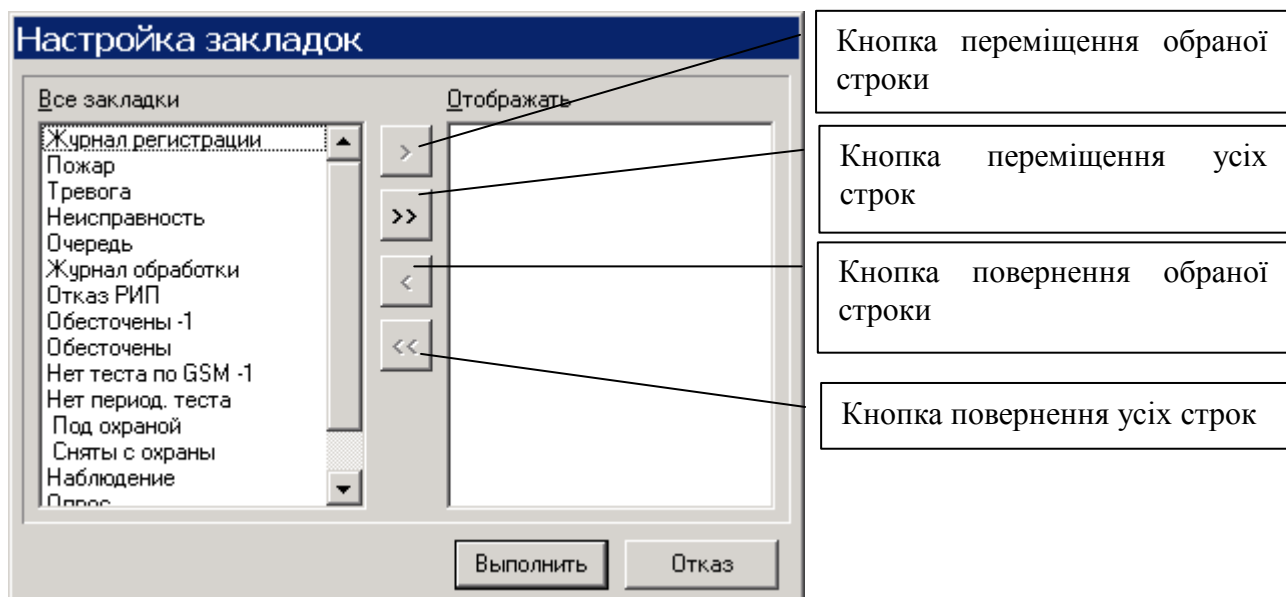 Настройка закладок
Все закладки
Отображать
Журнал регистрации
Пожар
Тревога
Неисправность
Очередь
Журнал обработки
Отказ РИП
Обесточены -1
Обесточены
Нет теста по GSM -1
Нет период. теста
Под охраной
Сняты с охраны
Наблюдение
Опрос
>
>>
<
<<
Выполнить
Отказ
Кнопка переміщення обраної
строки
Кнопка переміщення усіх
строк
Кнопка повернення обраної
строки
Кнопка повернення усіх строк